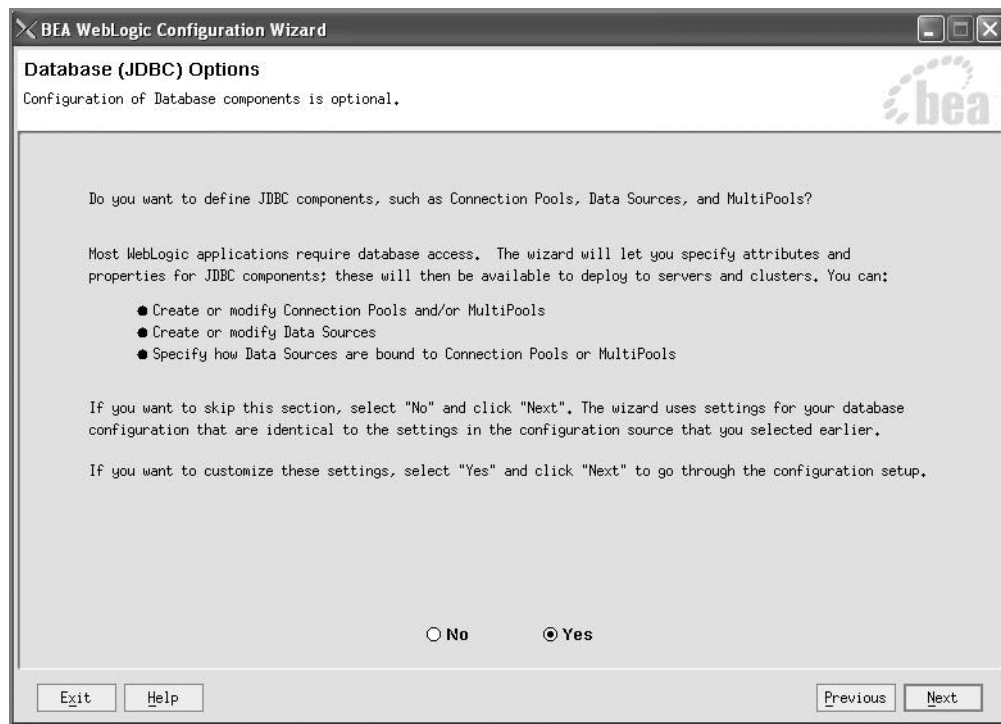 BEA WebLogic Configuration Wizard
Database (JDBC) Options
Configuration of Database components is optional.
bea
Do you want to define JDBC components, such as Connection Pools, Data Sources, and MultiPools?
Most WebLogic applications require database access. The wizard will let you specify attributes and
properties for JDBC components; these will then be available to deploy to servers and clusters. You can:
Create or modify Connection Pools and/or MultiPools
Create or modify Data Sources
Specify how Data Sources are bound to Connection Pools or MultiPools
If you want to skip this section, select "No" and click "Next". The wizard uses settings for your database
configuration that are identical to the settings in the configuration source that you selected earlier.
If you want to customize these settings, select "Yes" and click "Next" to go through the configuration setup.
No Yes
Exit Help Previous Next